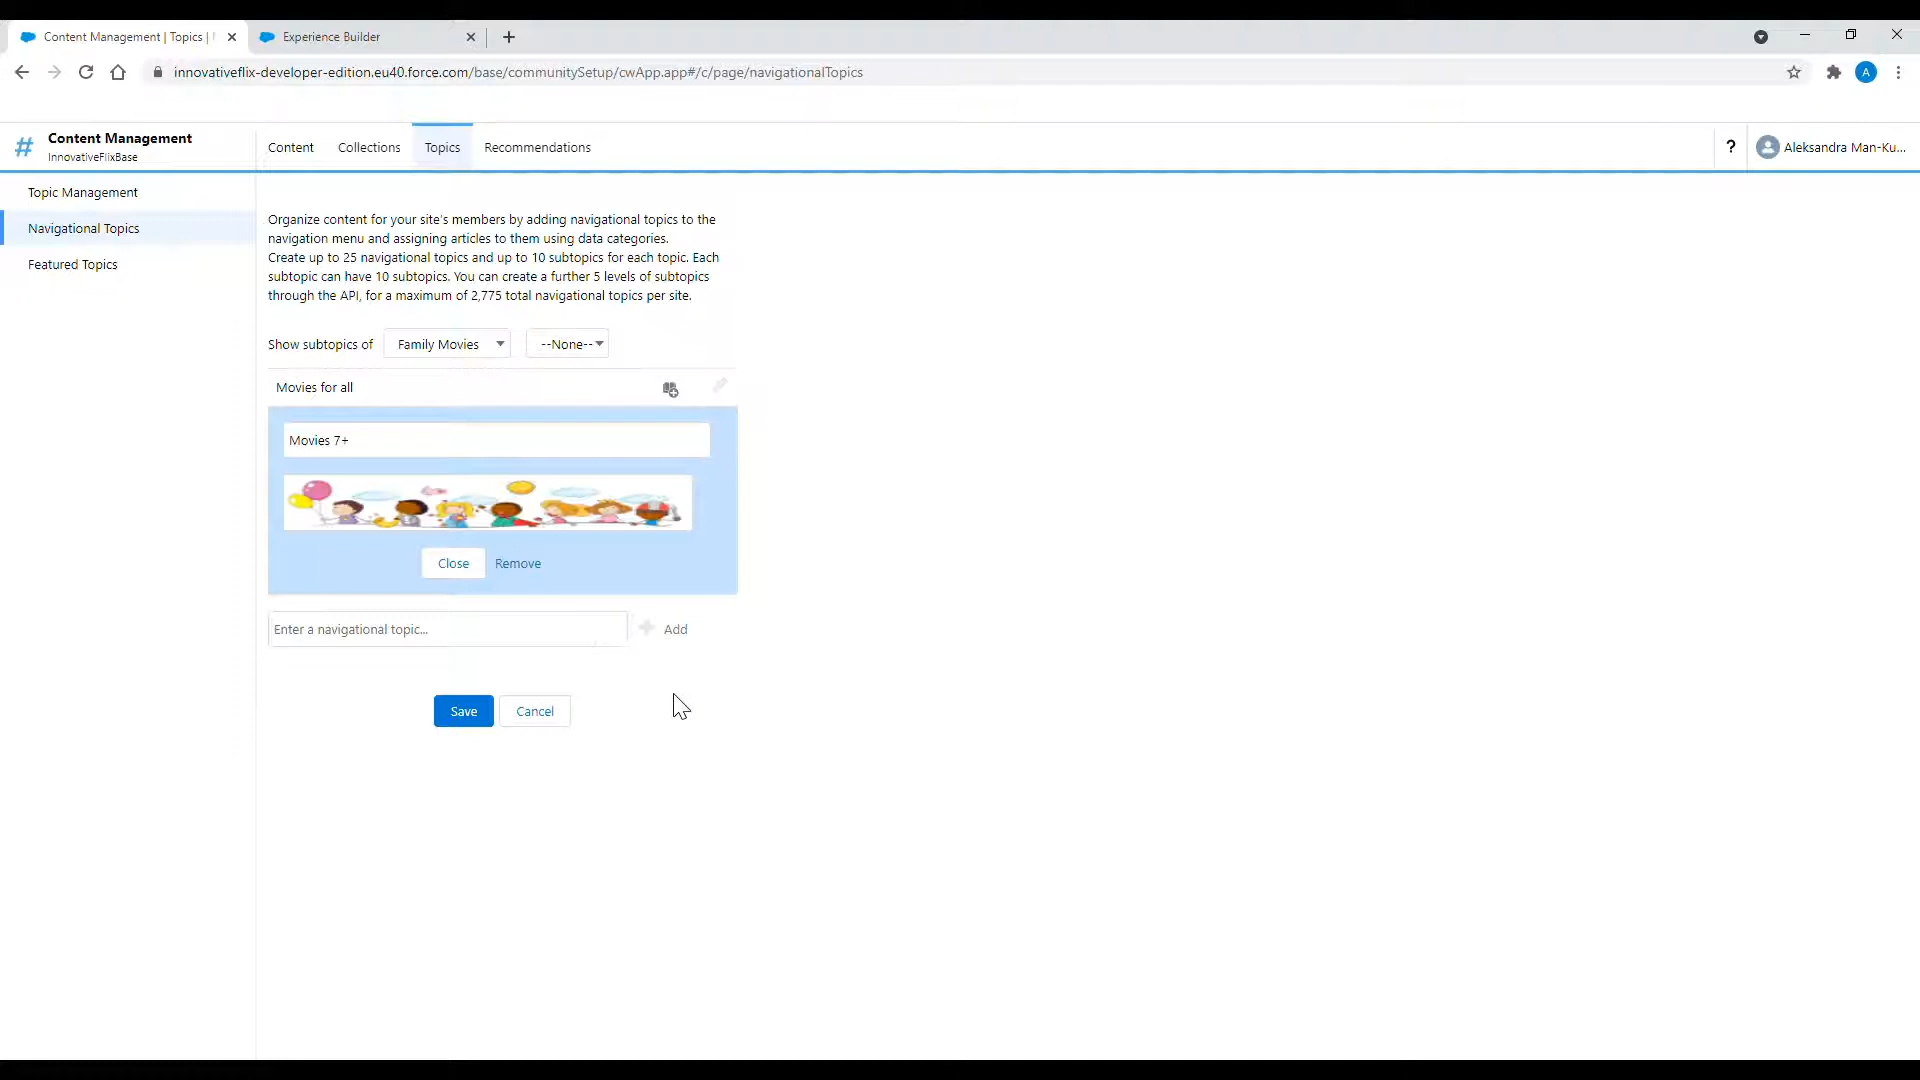 Content Management | Topics |
Experience Builder
innovativeflix-developer-edition.eu40.force.com/base/communitySetup/cwApp.app#/c/page/navigationalTopics
A
#
Content Management
InnovativeFlixBase
Content
Collections
Topics
Recommendations
?
Aleksandra Man-Ku...
Topic Management
Navigational Topics
Featured Topics
Organize content for your site's members by adding navigational topics to the
navigation menu and assigning articles to them using data categories.
Create up to 25 navigational topics and up to 10 subtopics for each topic. Each
subtopic can have 10 subtopics. You can create a further 5 levels of subtopics
through the API, for a maximum of 2,775 total navigational topics per site.
Show subtopics of
Family Movies
--None--
Movies for all
Movies 7+
Close
Remove
Enter a navigational topic...
Add
Save
Cancel